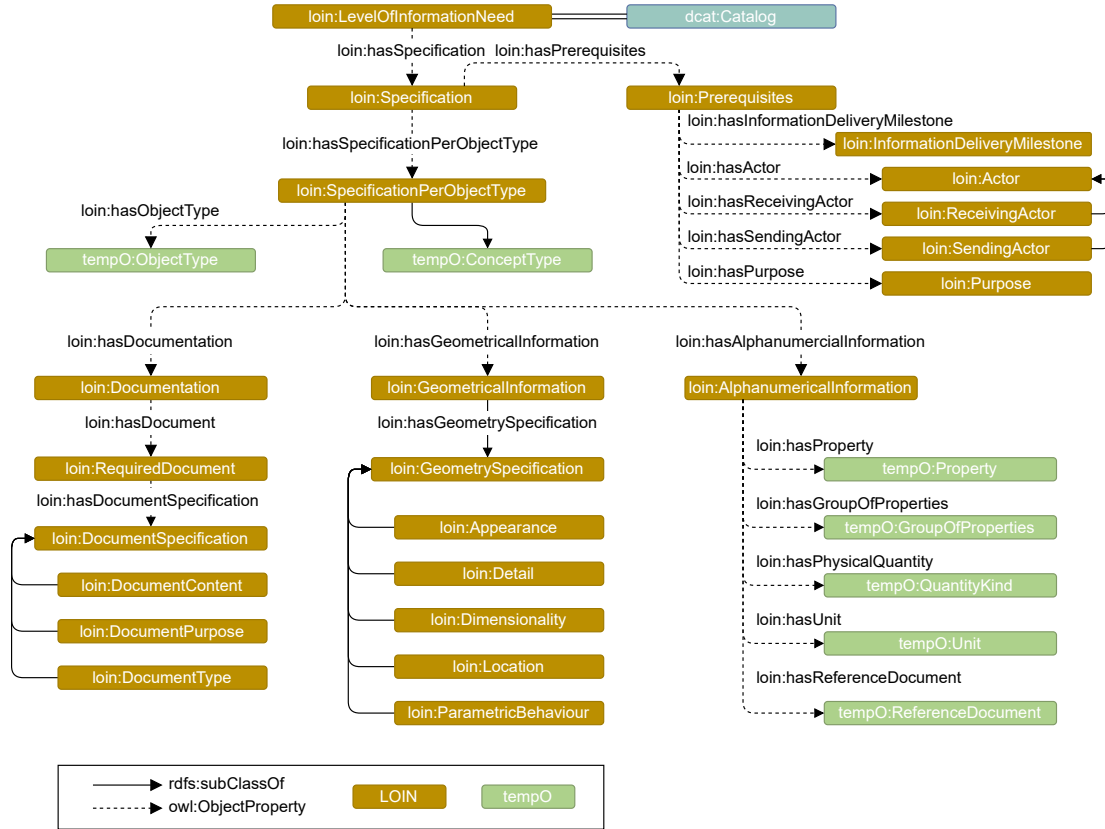 loin:LevelOfInformationNeed
dcat:Catalog
loin:hasSpecification
loin:hasPrerequisites
loin:Specification
loin:Prerequisites
loin:hasInformationDeliveryMilestone
loin:InformationDeliveryMilestone
loin:hasSpecificationPerObjectType
loin:hasActor
loin:Actor
loin:SpecificationPerObjectType
loin:hasReceivingActor
loin:ReceivingActor
loin:hasObjectType
loin:hasSendingActor
loin:SendingActor
tempO:ObjectType
tempO:ConceptType
loin:hasPurpose
loin:Purpose
loin:hasDocumentation
loin:hasGeometricalInformation
loin:hasAlphanumercialInformation
loin:Documentation
loin:GeometricalInformation
loin:AlphanumericalInformation
loin:hasDocument
loin:hasGeometrySpecification
loin:hasProperty
loin:RequiredDocument
loin:GeometrySpecification
tempO:Property
loin:hasDocumentSpecification
loin:hasGroupOfProperties
loin:Appearance
tempO:GroupOfProperties
loin:DocumentSpecification
loin:hasPhysicalQuantity
loin:Detail
loin:DocumentContent
tempO:QuantityKind
loin:Dimensionality
loin:hasUnit
loin:DocumentPurpose
tempO:Unit
loin:Location
loin:DocumentType
loin:hasReferenceDocument
loin:ParametricBehaviour
tempO:ReferenceDocument
rdfs:subClassOf
owl:ObjectProperty
LOIN
tempO